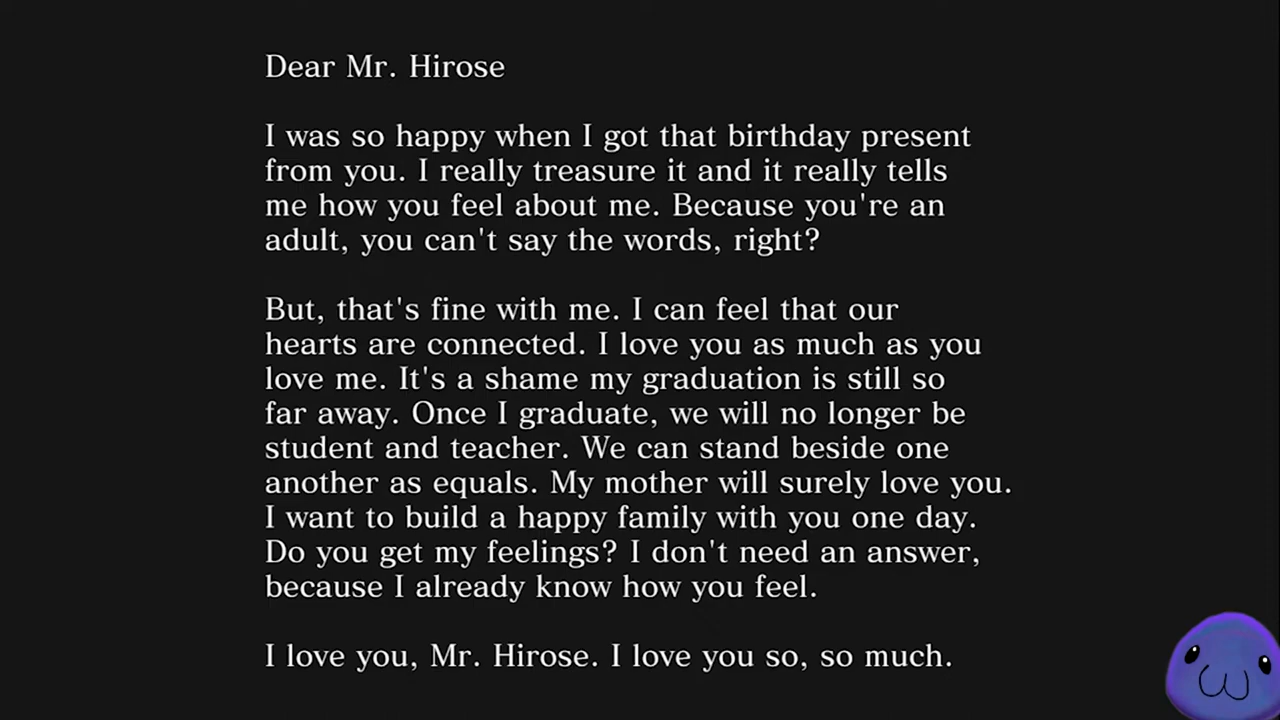 Dear Mr. Hirose
I was so happy when I got that birthday present
from you. I really treasure it and it really tells
me how you feel about me. Because you're an
adult, you can't say the words, right?
But, that's fine with me. I can feel that our
hearts are connected. I love you as much as you
love me. It's a shame my graduation is still so
far away. Once I graduate, we will no longer be
student and teacher. We can stand beside one
another as equals. My mother will surely love you.
I want to build a happy family with you one day.
Do you get my feelings? I don't need an answer,
because I already know how you feel.
I love you, Mr. Hirose. I love you so, so much.